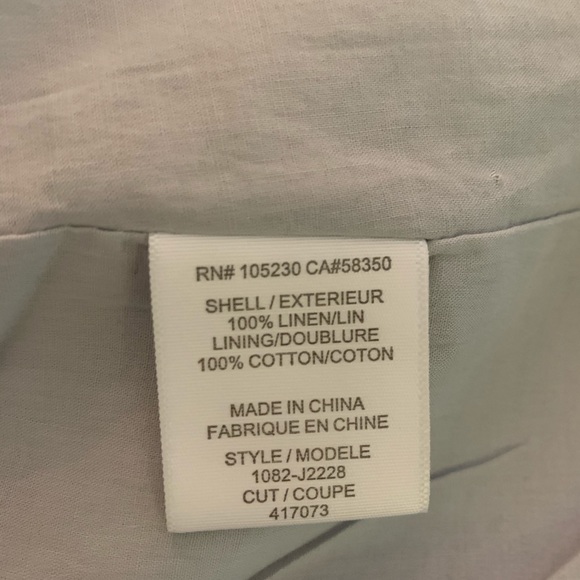 RN# 105230 CA#58350
SHELL / EXTERIEUR
100% LINEN/LIN
LINING/DOUBLURE
100% COTTON/COTON
MADE IN CHINA
FABRIQUE EN CHINE
STYLE / MODELE
1082-J2228
CUT / COUPE
417073